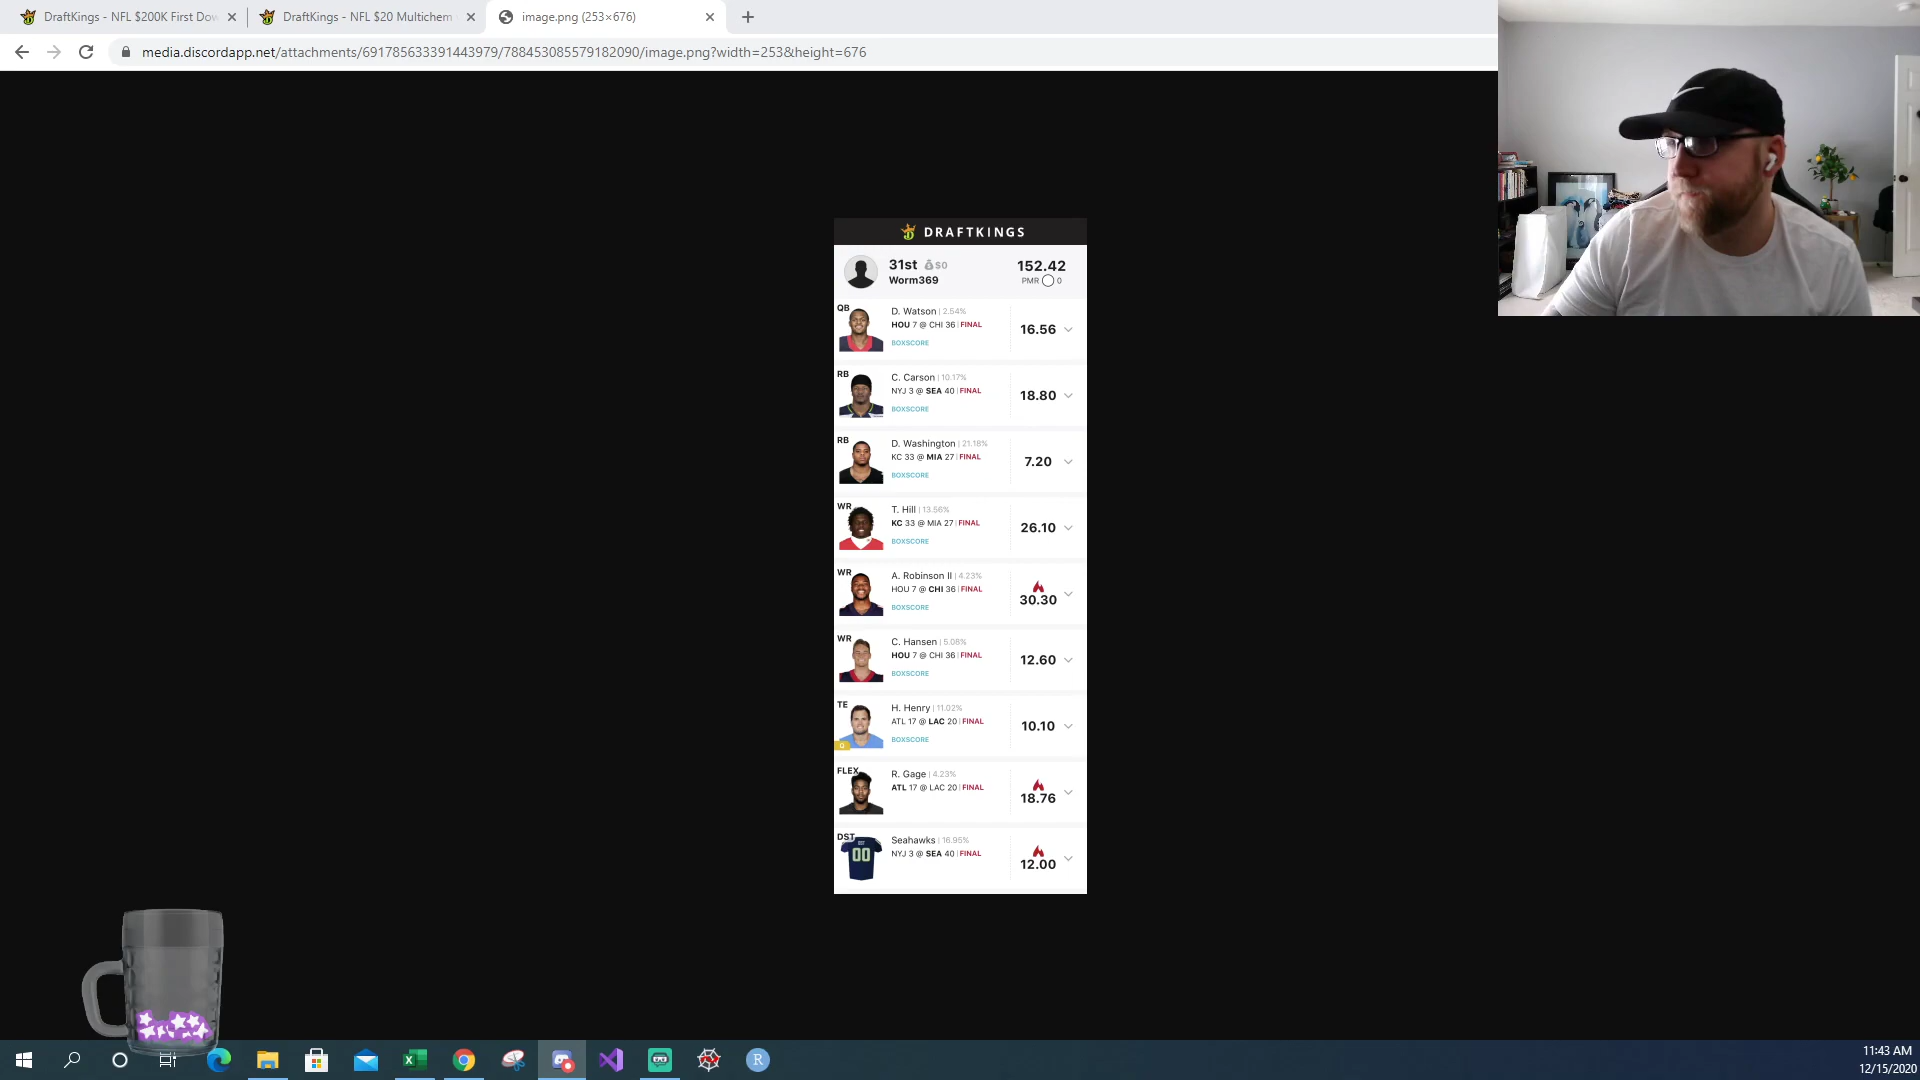 DraftKings - NFL $200K First Dow
DraftKings - NFL $20 Multichem
image.png (253×676)
media.discordapp.net/attachments/691785633391443979/788453085579182090/image.png?width=253&height=676
DRAFTKINGS
31st $0 152.42
Worm369 PMR 0
QB D. Watson | 2.54%
HOU 7 @ CHI 36 | FINAL 16.56
BOXSCORE
RB C. Carson | 10.17%
NYJ 3 @ SEA 40 | FINAL 18.80
BOXSCORE
RB D. Washington | 21.18%
KC 33 @ MIA 27 | FINAL 7.20
BOXSCORE
WR T. Hill | 13.56%
KC 33 @ MIA 27 | FINAL 26.10
BOXSCORE
WR A. Robinson II | 4.23%
HOU 7 @ CHI 36 | FINAL 30.30
BOXSCORE
WR C. Hansen | 5.08%
HOU 7 @ CHI 36 | FINAL 12.60
BOXSCORE
TE H. Henry | 11.02%
ATL 17 @ LAC 20 | FINAL 10.10
Q BOXSCORE
FLEX R. Gage | 4.23%
ATL 17 @ LAC 20 | FINAL 18.76
DST Seahawks | 16.95%
NYJ 3 @ SEA 40 | FINAL 12.00
00
11:43 AM
12/15/2020